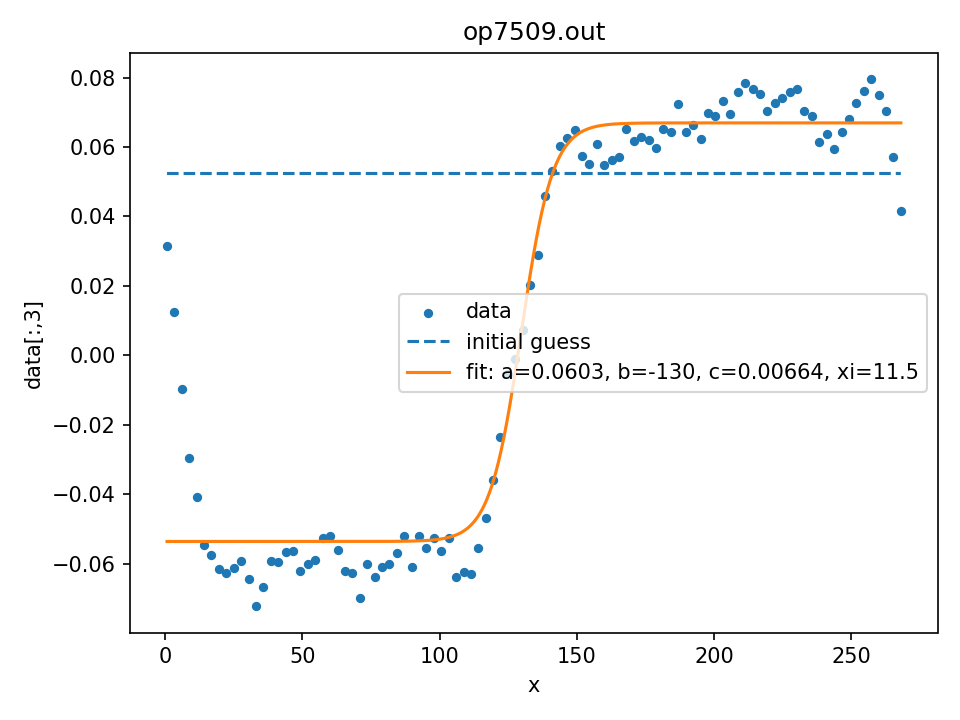 op7509.out
0.08
0.06
0.04
0.02
0.00
−0.02
−0.04
−0.06
data[:,3]
data
initial guess
fit: a=0.0603, b=-130, c=0.00664, xi=11.5
0 50 100 150 200 250
x